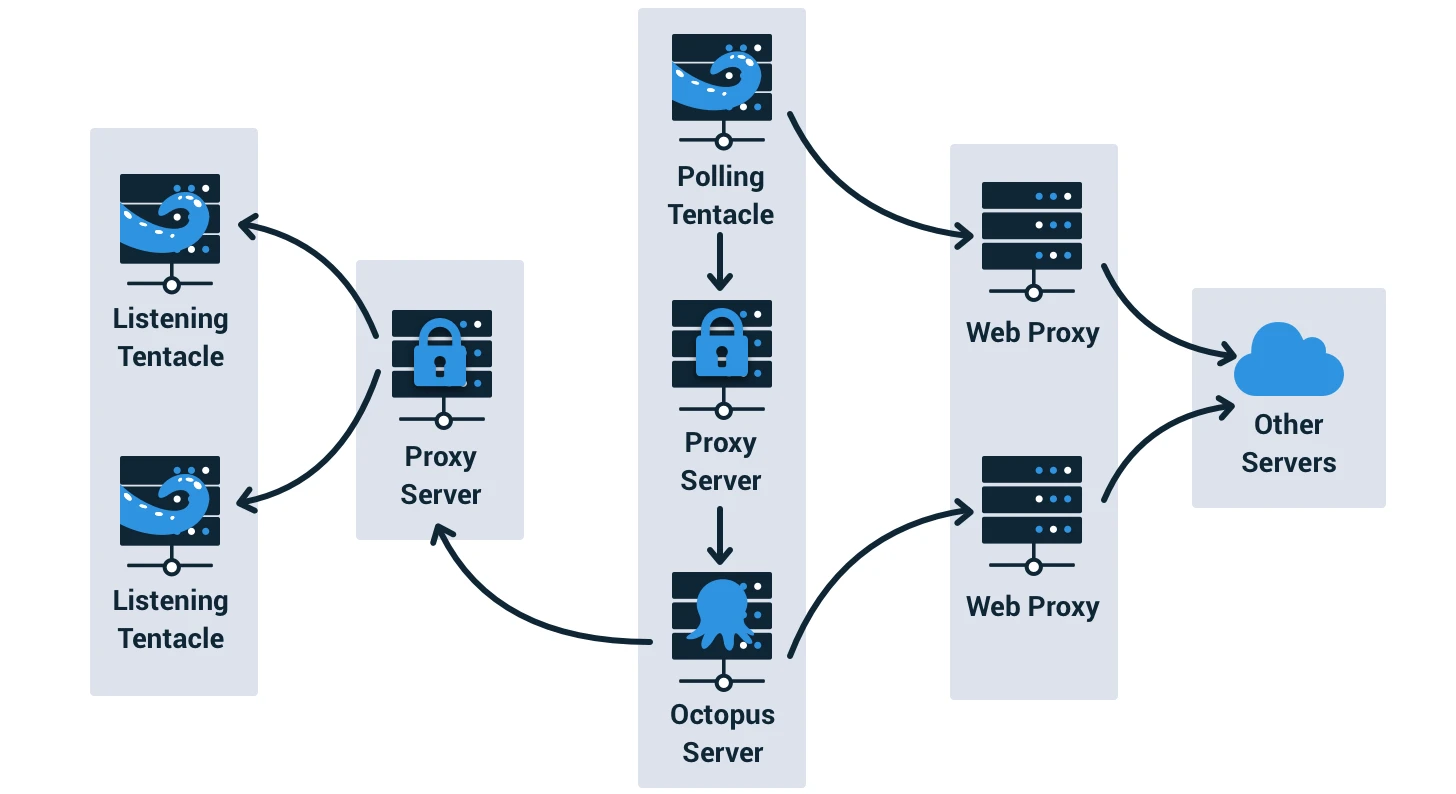 Polling
Tentacle
Listening
Tentacle
Proxy
Server
Proxy
Server
Web Proxy
Other
Servers
Listening
Tentacle
Octopus
Server
Web Proxy